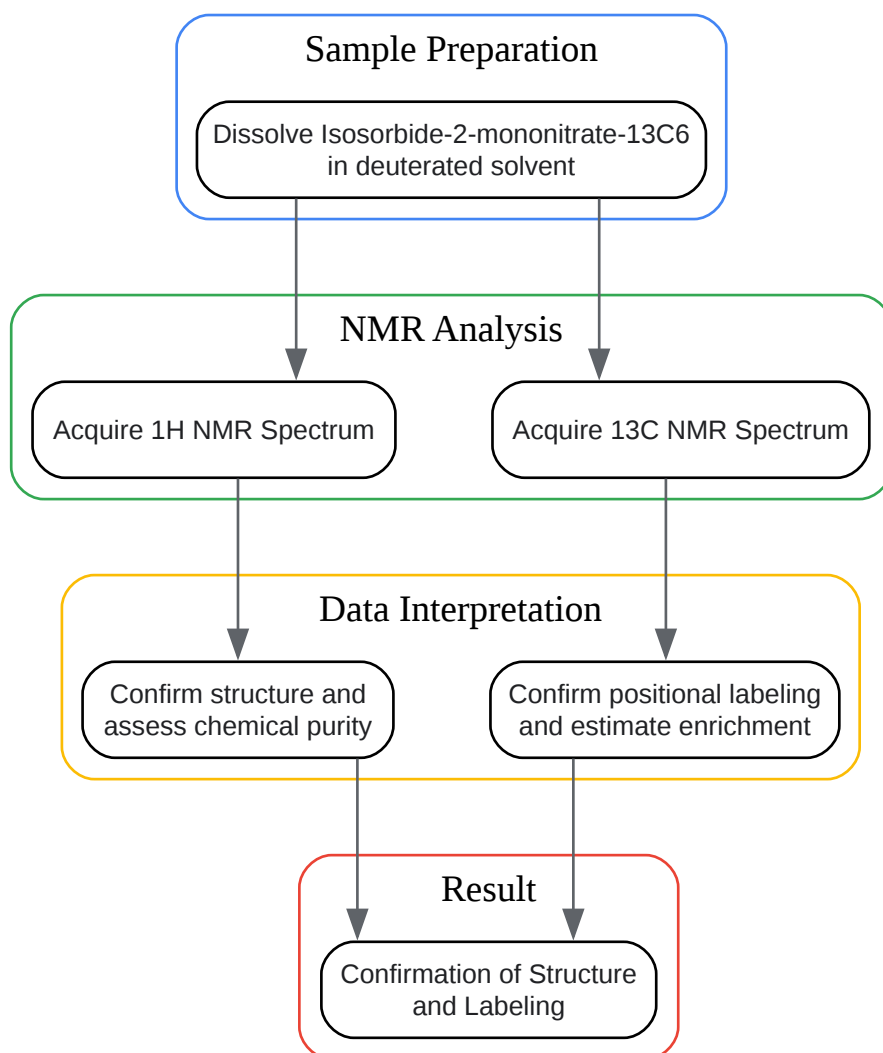 Sample Preparation
Dissolve Isosorbide-2-mononitrate-13C6
in deuterated solvent
NMR Analysis
Acquire 1H NMR Spectrum
Acquire 13C NMR Spectrum
Data Interpretation
Confirm structure and
assess chemical purity
Confirm positional labeling
and estimate enrichment
Result
Confirmation of Structure
and Labeling